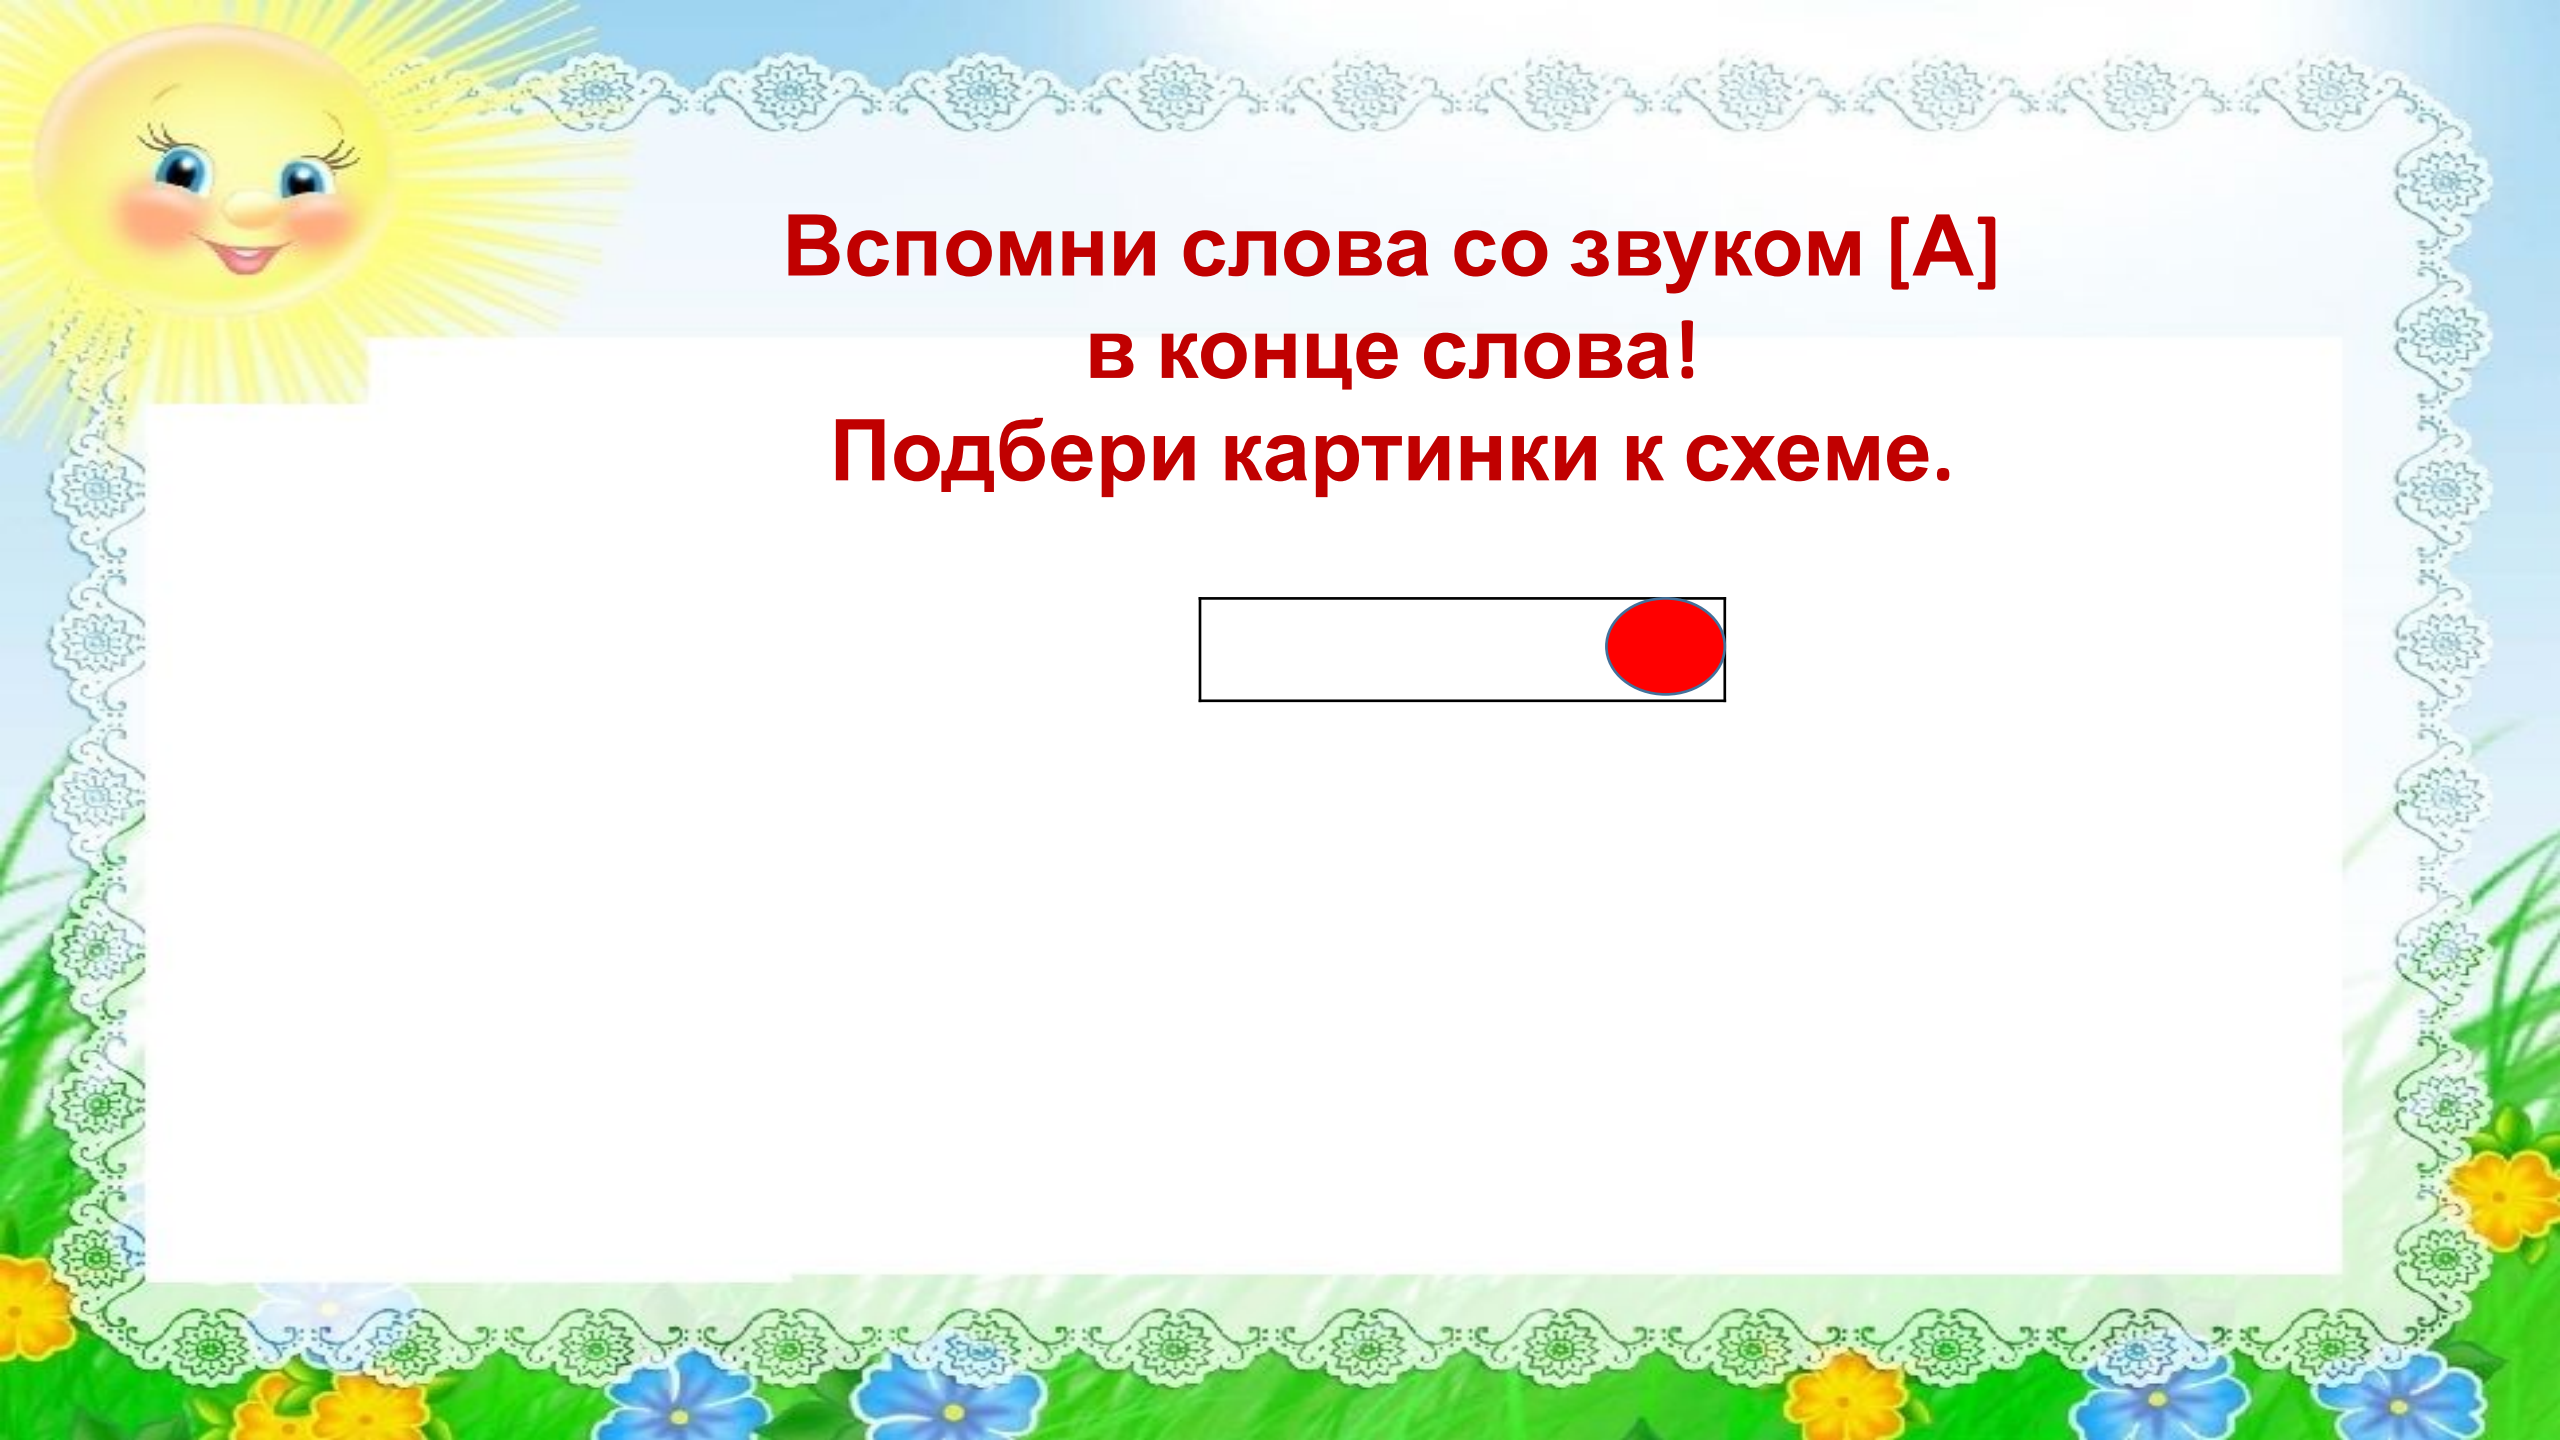 Вспомни слова со звуком [А]
в конце слова!
Подбери картинки к схеме.